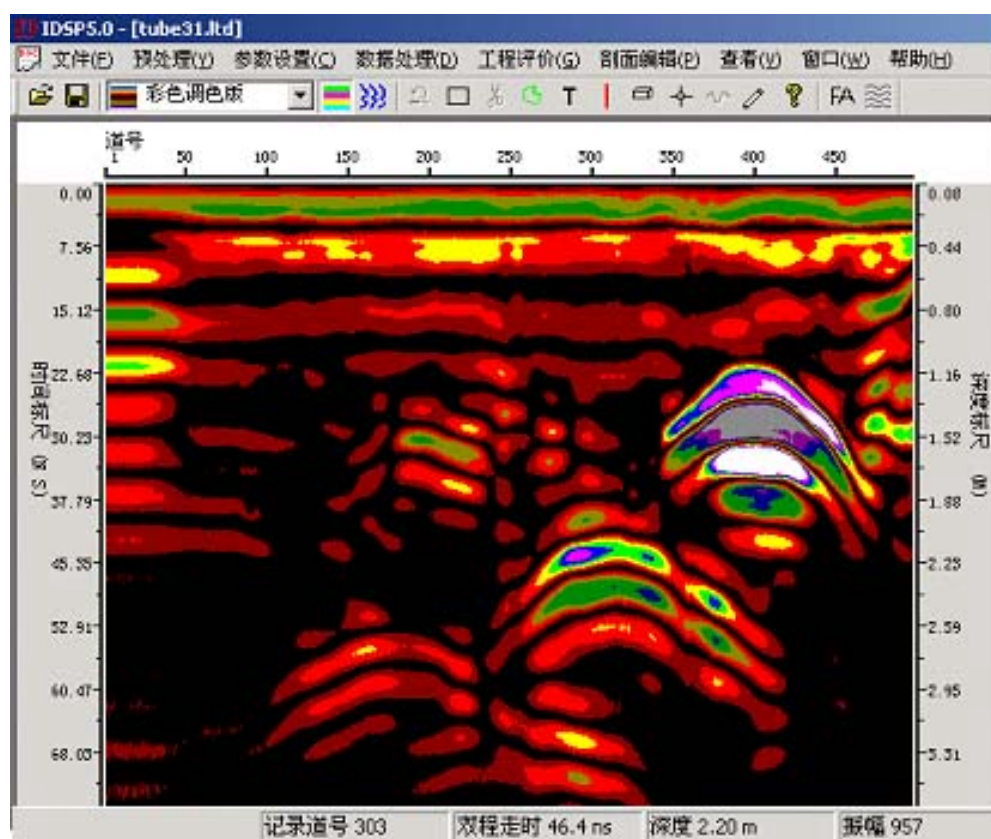 IDSP5.0 - [tube31.ltd]
文件(F) 预处理(Y) 参数设置(C) 数据处理(D) 工程评价(G) 剖面编辑(P) 查看(V) 窗口(W) 帮助(H)
彩色调色版 T FA
道号
1 50 100 150 200 250 300 350 400 450
0.00 0.08
7.56 0.44
15.12 0.80
22.68 1.16
30.23 1.52
37.79 1.88
45.35 2.23
52.91 2.59
60.47 2.95
68.03 3.31
时间标尺 (NS)
深度标尺 (M)
记录道号 303 双程走时 46.4 ns 深度 2.20 m 振幅 957